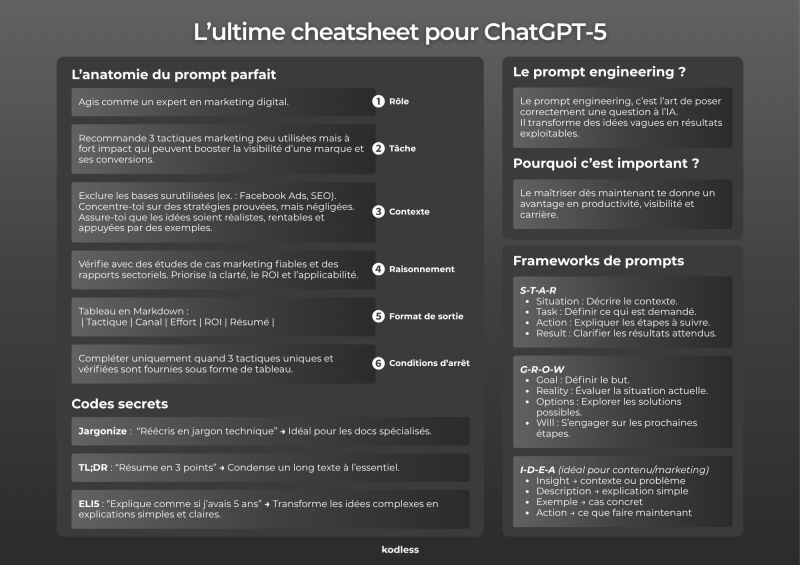 L'ultime cheatsheet pour ChatGPT-5
L'anatomie du prompt parfait
Agis comme un expert en marketing digital.
1 Rôle
Recommande 3 tactiques marketing peu utilisées mais à
fort impact qui peuvent booster la visibilité d'une marque et
ses conversions.
2 Tâche
Exclure les bases surutilisées (ex. : Facebook Ads, SEO).
Concentre-toi sur des stratégies prouvées, mais négligées.
Assure-toi que les idées soient réalistes, rentables et
appuyées par des exemples.
3 Contexte
Vérifie avec des études de cas marketing fiables et des
rapports sectoriels. Priorise la clarté, le ROI et l'applicabilité.
4 Raisonnement
Tableau en Markdown :
| Tactique | Canal | Effort | ROI | Résumé |
5 Format de sortie
Compléter uniquement quand 3 tactiques uniques et
vérifiées sont fournies sous forme de tableau.
6 Conditions d'arrêt
Codes secrets
Jargonize : "Réécris en jargon technique" → Idéal pour les docs spécialisés.
TL;DR : "Résume en 3 points" → Condense un long texte à l'essentiel.
ELI5 : "Explique comme si j'avais 5 ans" → Transforme les idées complexes en
explications simples et claires.
Le prompt engineering ?
Le prompt engineering, c'est l'art de poser
correctement une question à l'IA.
Il transforme des idées vagues en résultats
exploitables.
Pourquoi c'est important ?
Le maîtriser dès maintenant te donne un
avantage en productivité, visibilité et
carrière.
Frameworks de prompts
S-T-A-R
• Situation : Décrire le contexte.
• Task : Définir ce qui est demandé.
• Action : Expliquer les étapes à suivre.
• Result : Clarifier les résultats attendus.
G-R-O-W
• Goal : Définir le but.
• Reality : Évaluer la situation actuelle.
• Options : Explorer les solutions
possibles.
• Will : S'engager sur les prochaines
étapes.
I-D-E-A (idéal pour contenu/marketing)
• Insight → contexte ou problème
• Description → explication simple
• Exemple → cas concret
• Action → ce que faire maintenant
kodless